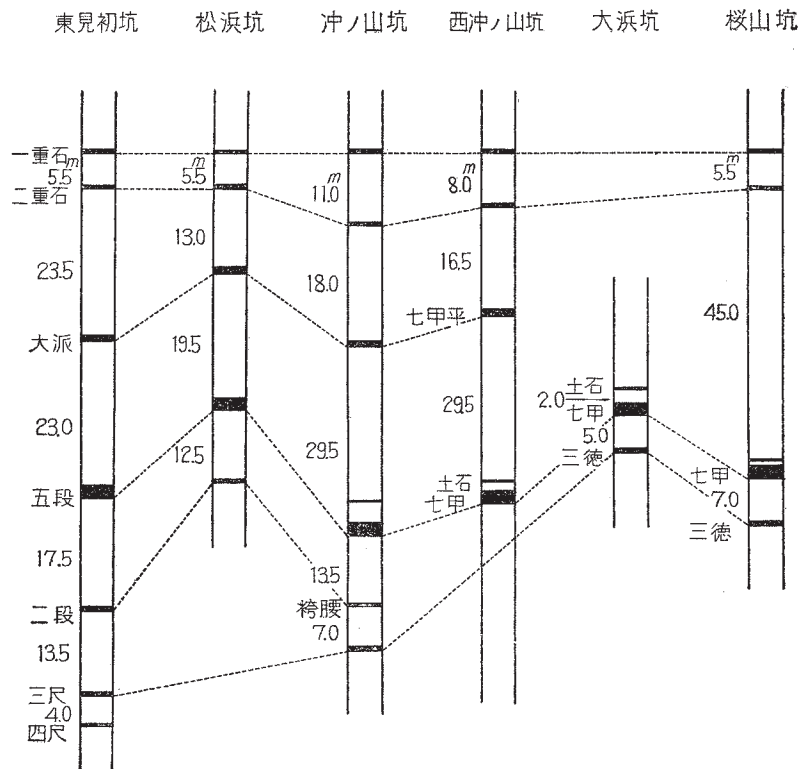 東見初坑 松浜坑 沖ノ山坑 西沖ノ山坑 大浜坑 桜山坑
一重石
m
5.5
二重石
23.5
大派
23.0
五段
17.5
二段
13.5
三尺
4.0
四尺
m
5.5
13.0
19.5
12.5
m
11.0
18.0
29.5
13.5
袴腰
7.0
m
8.0
16.5
七甲平
29.5
土石
七甲
2.0 土石
七甲
5.0
三徳
m
5.5
45.0
七甲
7.0
三徳